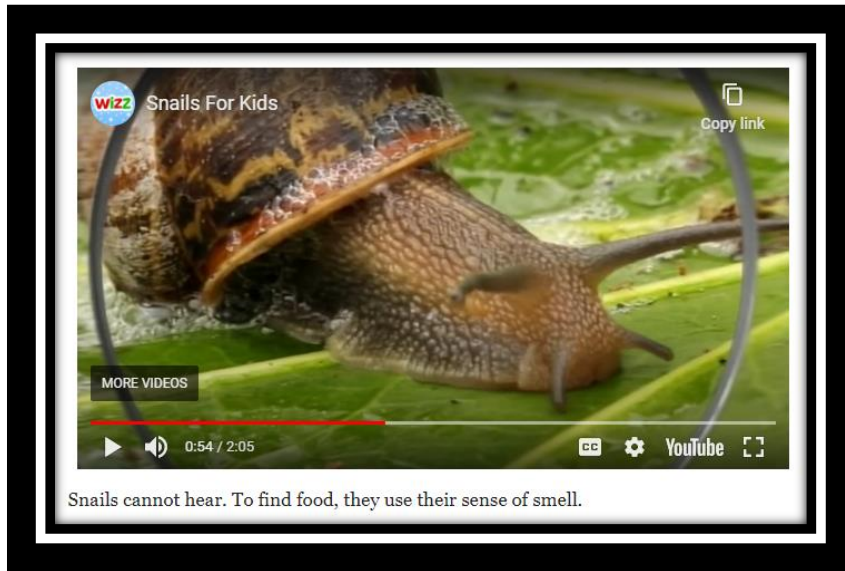 wizz Snails For Kids
Copy link
MORE VIDEOS
0:54 / 2:05 CC YouTube
Snails cannot hear. To find food, they use their sense of smell.